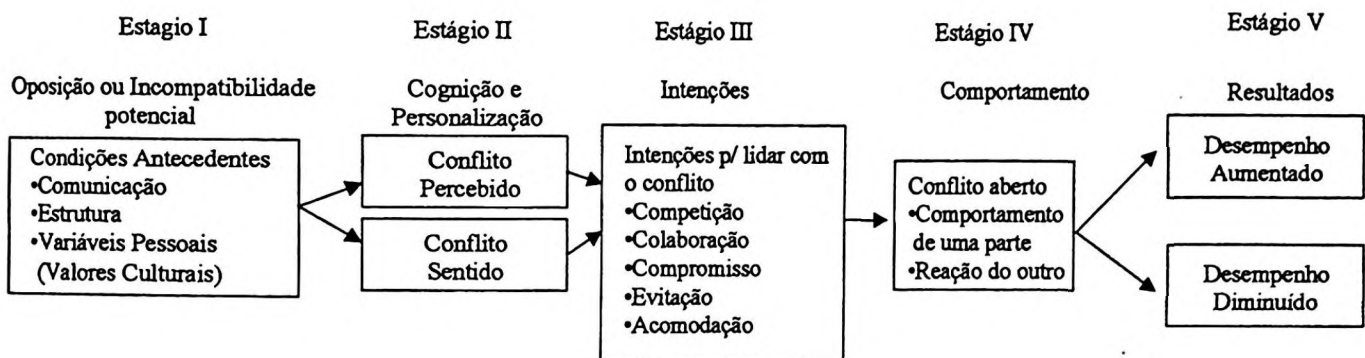 Estagio I
Oposição ou Incompatibilidade
potencial
Condições Antecedentes
•Comunicação
•Estrutura
•Variáveis Pessoais
(Valores Culturais)
Estágio II
Cognição e
Personalização
Conflito
Percebido
Conflito
Sentido
Estágio III
Intenções
Intenções p/ lidar com
o conflito
•Competição
•Colaboração
•Compromisso
•Evitação
•Acomodação
Estágio IV
Comportamento
Conflito aberto
•Comportamento
de uma parte
•Reação do outro
Estágio V
Resultados
Desempenho
Aumentado
Desempenho
Diminuído